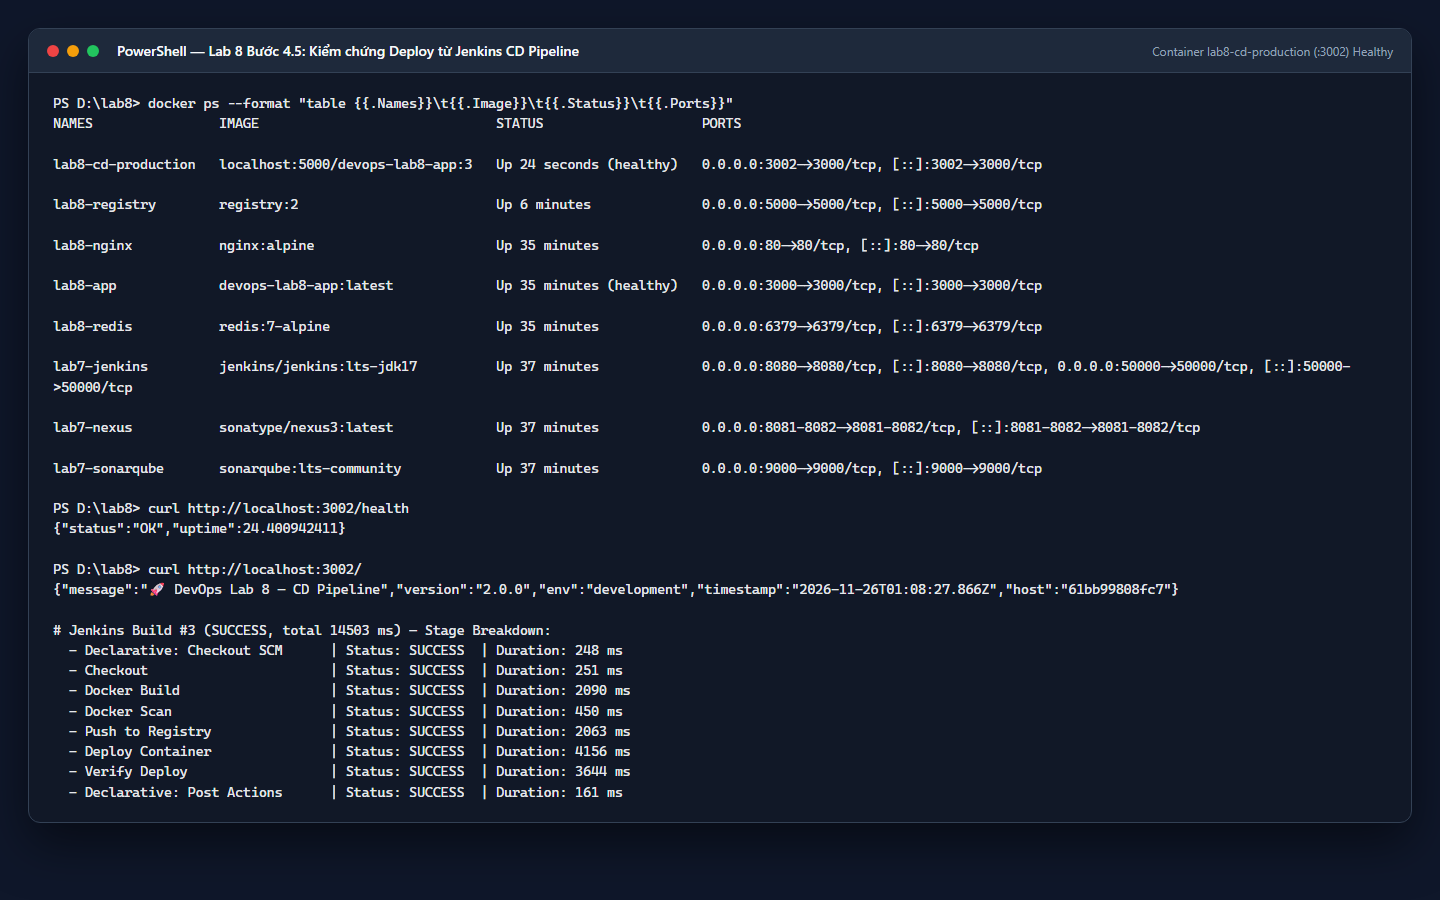 PowerShell — Lab 8 Bước 4.5: Kiểm chứng Deploy từ Jenkins CD Pipeline
Container lab8-cd-production (:3002) Healthy
PS D:\lab8> docker ps --format "table {{.Names}}\t{{.Image}}\t{{.Status}}\t{{.Ports}}"
NAMES IMAGE STATUS PORTS
lab8-cd-production localhost:5000/devops-lab8-app:3 Up 24 seconds (healthy) 0.0.0.0:3002->3000/tcp, [::]:3002->3000/tcp
lab8-registry registry:2 Up 6 minutes 0.0.0.0:5000->5000/tcp, [::]:5000->5000/tcp
lab8-nginx nginx:alpine Up 35 minutes 0.0.0.0:80->80/tcp, [::]:80->80/tcp
lab8-app devops-lab8-app:latest Up 35 minutes (healthy) 0.0.0.0:3000->3000/tcp, [::]:3000->3000/tcp
lab8-redis redis:7-alpine Up 35 minutes 0.0.0.0:6379->6379/tcp, [::]:6379->6379/tcp
lab7-jenkins jenkins/jenkins:lts-jdk17 Up 37 minutes 0.0.0.0:8080->8080/tcp, [::]:8080->8080/tcp, 0.0.0.0:50000->50000/tcp, [::]:50000-
>50000/tcp
lab7-nexus sonatype/nexus3:latest Up 37 minutes 0.0.0.0:8081-8082->8081-8082/tcp, [::]:8081-8082->8081-8082/tcp
lab7-sonarqube sonarqube:lts-community Up 37 minutes 0.0.0.0:9000->9000/tcp, [::]:9000->9000/tcp
PS D:\lab8> curl http://localhost:3002/health
{"status":"OK","uptime":24.400942411}
PS D:\lab8> curl http://localhost:3002/
{"message":"🚀 DevOps Lab 8 — CD Pipeline","version":"2.0.0","env":"development","timestamp":"2026-11-26T01:08:27.866Z","host":"61bb99808fc7"}
# Jenkins Build #3 (SUCCESS, total 14503 ms) — Stage Breakdown:
- Declarative: Checkout SCM | Status: SUCCESS | Duration: 248 ms
- Checkout | Status: SUCCESS | Duration: 251 ms
- Docker Build | Status: SUCCESS | Duration: 2090 ms
- Docker Scan | Status: SUCCESS | Duration: 450 ms
- Push to Registry | Status: SUCCESS | Duration: 2063 ms
- Deploy Container | Status: SUCCESS | Duration: 4156 ms
- Verify Deploy | Status: SUCCESS | Duration: 3644 ms
- Declarative: Post Actions | Status: SUCCESS | Duration: 161 ms